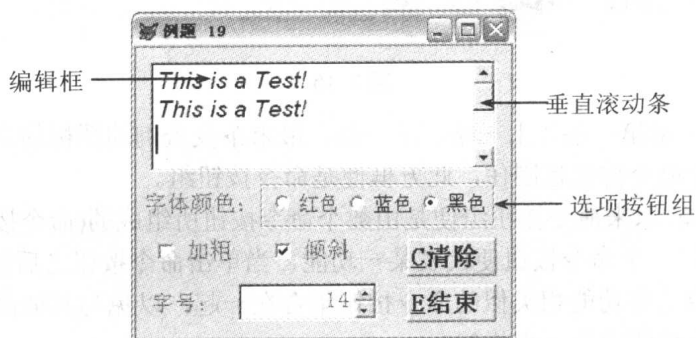 例题 19
编辑框
This is a Test!
This is a Test!
垂直滚动条
字体颜色: 红色 蓝色 黑色
选项按钮组
加粗 倾斜
C清除
字号: 14
E结束